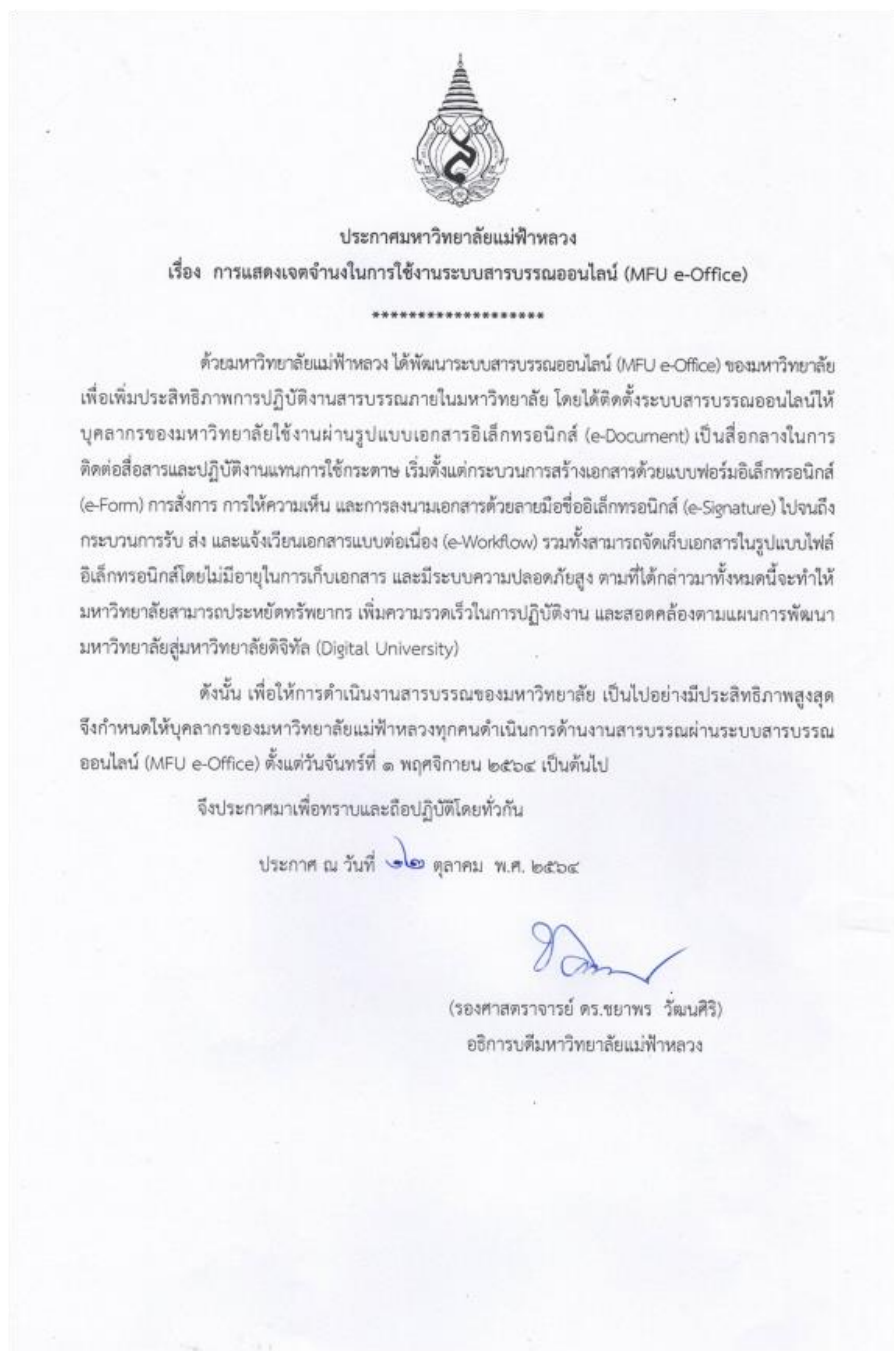 ประกาศมหาวิทยาลัยแม่ฟ้าหลวง
เรื่อง การแสดงเจตจำนงในการใช้งานระบบสารบรรณออนไลน์ (MFU e-Office)
*******************
ด้วยมหาวิทยาลัยแม่ฟ้าหลวง ได้พัฒนาระบบสารบรรณออนไลน์ (MFU e-Office) ของมหาวิทยาลัย
เพื่อเพิ่มประสิทธิภาพการปฏิบัติงานสารบรรณภายในมหาวิทยาลัย โดยได้ติดตั้งระบบสารบรรณออนไลน์ให้
บุคลากรของมหาวิทยาลัยใช้งานผ่านรูปแบบเอกสารอิเล็กทรอนิกส์ (e-Document) เป็นสื่อกลางในการ
ติดต่อสื่อสารและปฏิบัติงานแทนการใช้กระดาษ เริ่มตั้งแต่กระบวนการสร้างเอกสารด้วยแบบฟอร์มอิเล็กทรอนิกส์
(e-Form) การสั่งการ การให้ความเห็น และการลงนามเอกสารด้วยลายมือชื่ออิเล็กทรอนิกส์ (e-Signature) ไปจนถึง
กระบวนการรับ ส่ง และแจ้งเวียนเอกสารแบบต่อเนื่อง (e-Workflow) รวมทั้งสามารถจัดเก็บเอกสารในรูปแบบไฟล์
อิเล็กทรอนิกส์โดยไม่มีอายุในการเก็บเอกสาร และมีระบบความปลอดภัยสูง ตามที่ได้กล่าวมาทั้งหมดนี้จะทำให้
มหาวิทยาลัยสามารถประหยัดทรัพยากร เพิ่มความรวดเร็วในการปฏิบัติงาน และสอดคล้องตามแผนการพัฒนา
มหาวิทยาลัยสู่มหาวิทยาลัยดิจิทัล (Digital University)
ดังนั้น เพื่อให้การดำเนินงานสารบรรณของมหาวิทยาลัย เป็นไปอย่างมีประสิทธิภาพสูงสุด
จึงกำหนดให้บุคลากรของมหาวิทยาลัยแม่ฟ้าหลวงทุกคนดำเนินการด้านงานสารบรรณผ่านระบบสารบรรณ
ออนไลน์ (MFU e-Office) ตั้งแต่วันจันทร์ที่ ๑ พฤศจิกายน ๒๕๖๔ เป็นต้นไป
จึงประกาศมาเพื่อทราบและถือปฏิบัติโดยทั่วกัน
ประกาศ ณ วันที่ ๑๒ ตุลาคม พ.ศ. ๒๕๖๔
(รองศาสตราจารย์ ดร.ชยาพร วัฒนศิริ)
อธิการบดีมหาวิทยาลัยแม่ฟ้าหลวง